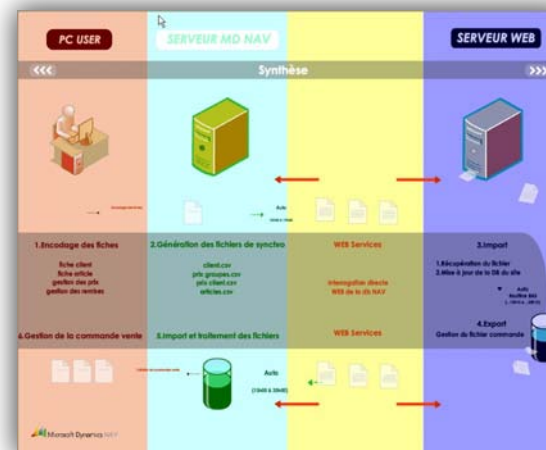 PC USER
SERVEUR MD NAV
SERVEUR WEB
<<<
Synthèse
>>>
Auto
1.Encodage des fiches
fiche client
fiche article
gestion des prix
gestion des remises
2.Génération des fichiers de synchro
client.csv
prix groupes.csv
prix client.csv
articles.csv
WEB Services
Interrogation directe
WEB de la db NAV
3.Import
1.Récupération du fichier
2.Mise à jour de la DB du site
Auto
6.Gestion de la commande vente
5.Import et traitement des fichiers
WEB Services
4.Export
Gestion du fichier commande
Auto
Microsoft Dynamics NAV